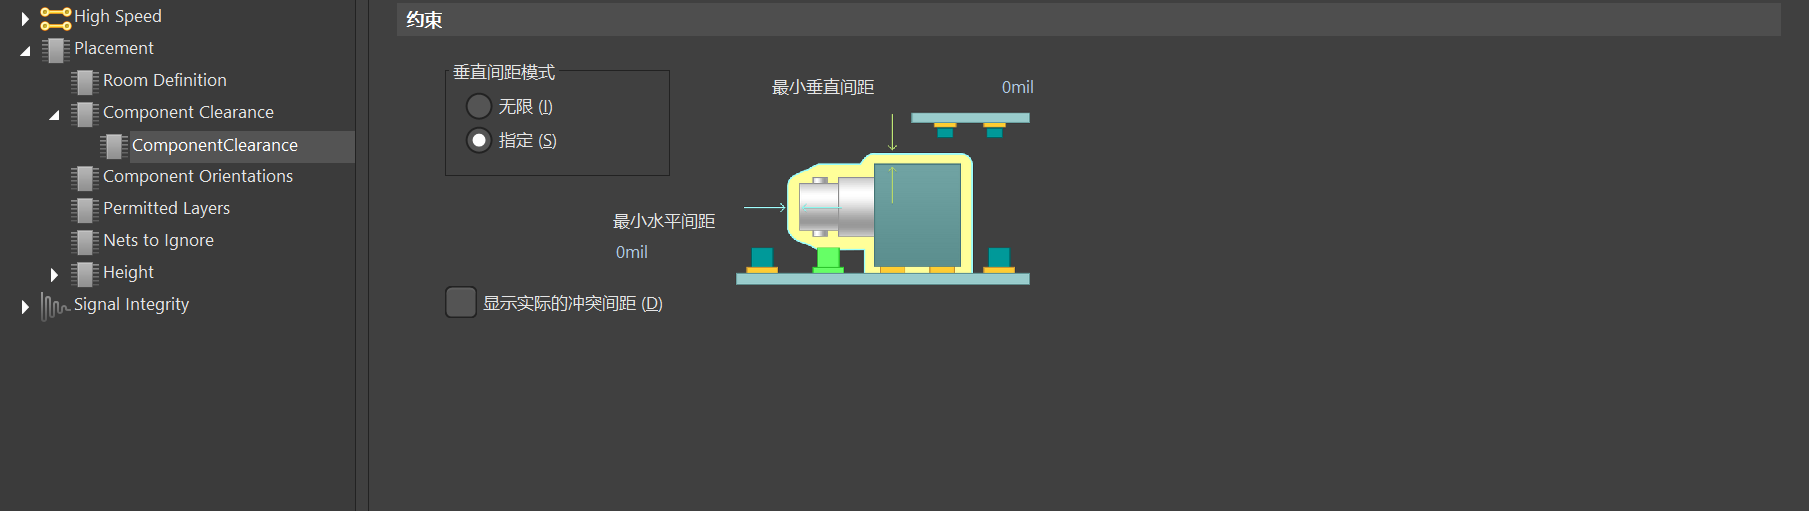 High Speed
Placement
Room Definition
Component Clearance
ComponentClearance
Component Orientations
Permitted Layers
Nets to Ignore
Height
Signal Integrity
约束
垂直间距模式
无限 (I)
指定 (S)
最小垂直间距 0mil
最小水平间距
0mil
显示实际的冲突间距 (D)